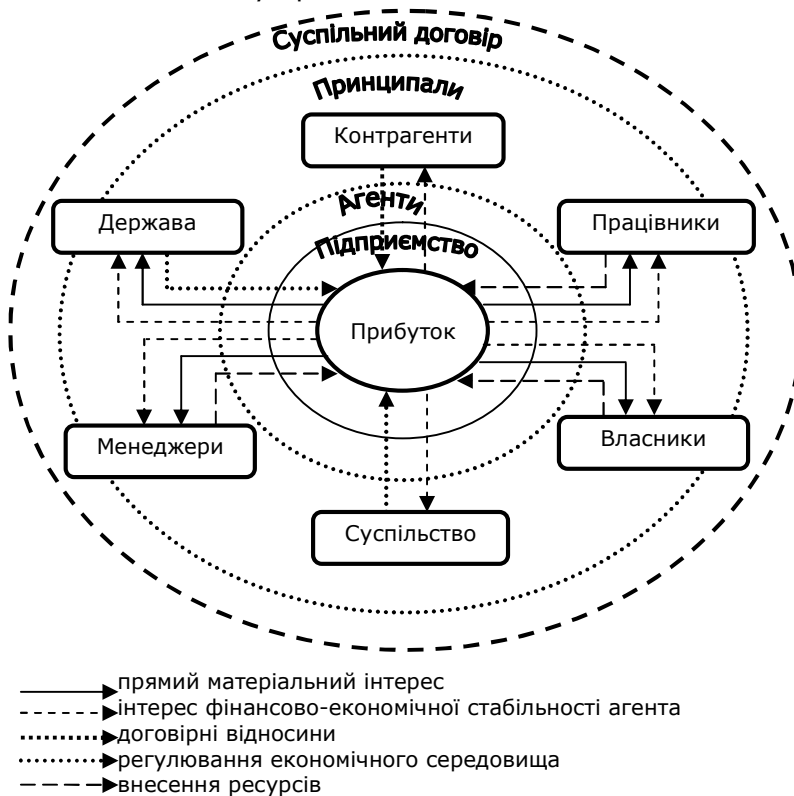 Суспільний договір
Принципали
Контрагенти
Держава
Агенти
Працівники
Підприємство
Прибуток
Менеджери
Власники
Суспільство
прямий матеріальний інтерес
інтерес фінансово-економічної стабільності агента
договірні відносини
регулювання економічного середовища
внесення ресурсів